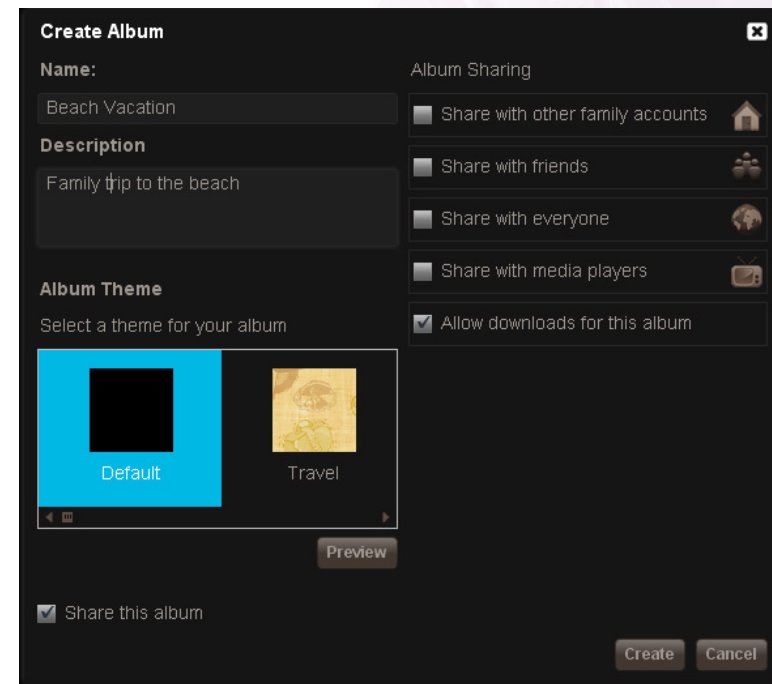 Create Album
Name:
Beach Vacation
Description
Family trip to the beach
Album Theme
Select a theme for your album
Default
Travel
Preview
Share this album
Album Sharing
Share with other family accounts
Share with friends
Share with everyone
Share with media players
Allow downloads for this album
Create
Cancel